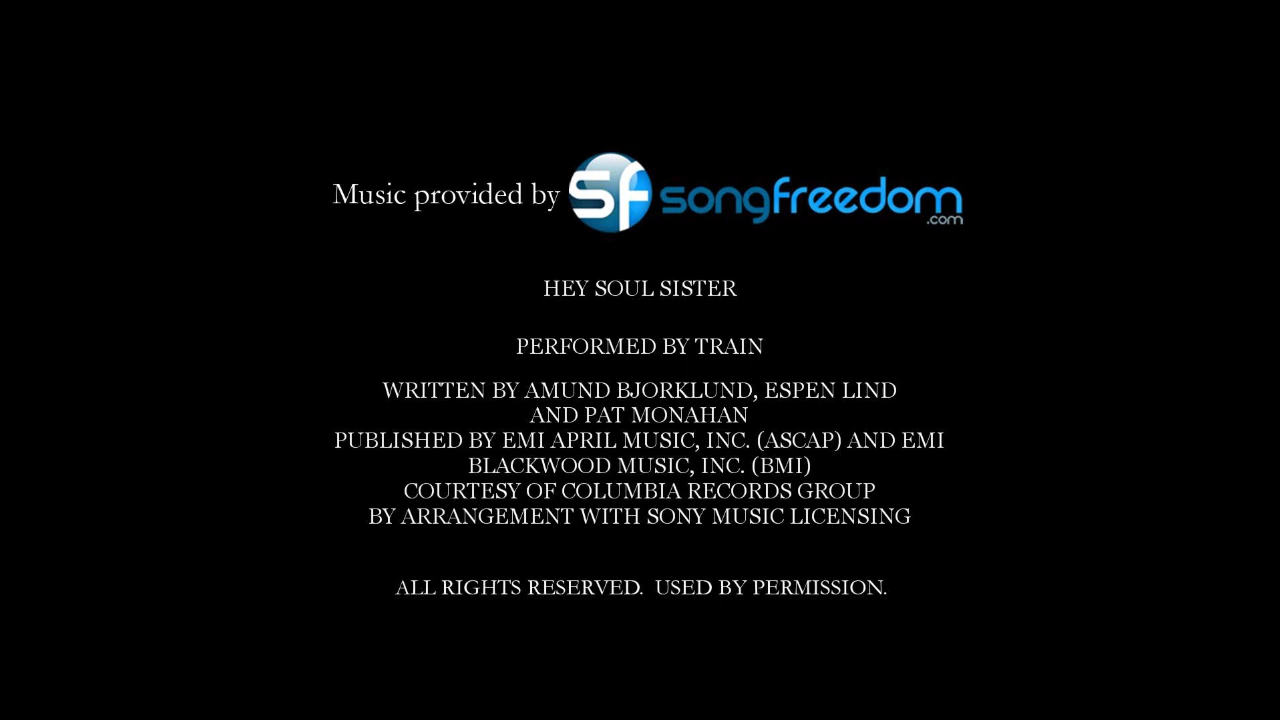 Music provided by SF songfreedom
.com
HEY SOUL SISTER
PERFORMED BY TRAIN
WRITTEN BY AMUND BJORKLUND, ESPEN LIND
AND PAT MONAHAN
PUBLISHED BY EMI APRIL MUSIC, INC. (ASCAP) AND EMI
BLACKWOOD MUSIC, INC. (BMI)
COURTESY OF COLUMBIA RECORDS GROUP
BY ARRANGEMENT WITH SONY MUSIC LICENSING
ALL RIGHTS RESERVED.  USED BY PERMISSION.